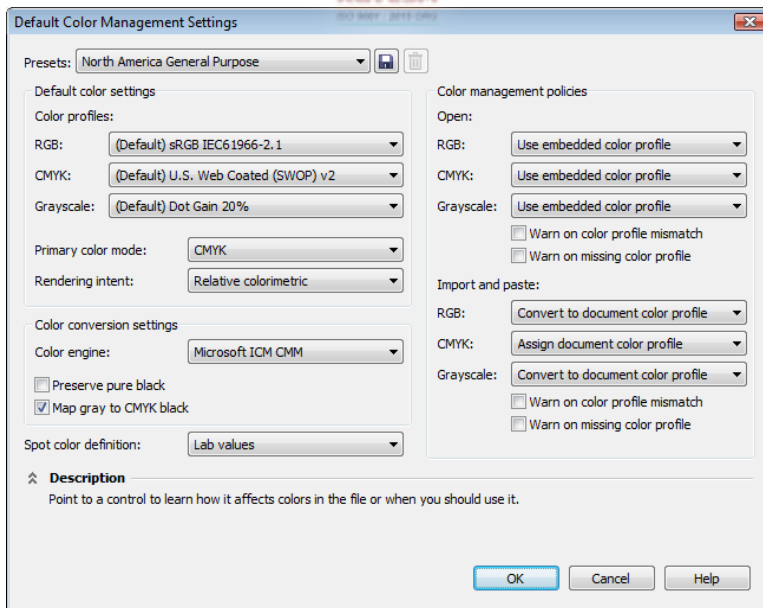 ISO 9001 : 2015 ORG
Default Color Management Settings
Presets: North America General Purpose
Default color settings
Color profiles:
RGB: (Default) sRGB IEC61966-2.1
CMYK: (Default) U.S. Web Coated (SWOP) v2
Grayscale: (Default) Dot Gain 20%
Primary color mode: CMYK
Rendering intent: Relative colorimetric
Color conversion settings
Color engine: Microsoft ICM CMM
Preserve pure black
Map gray to CMYK black
Spot color definition: Lab values
Color management policies
Open:
RGB: Use embedded color profile
CMYK: Use embedded color profile
Grayscale: Use embedded color profile
Warn on color profile mismatch
Warn on missing color profile
Import and paste:
RGB: Convert to document color profile
CMYK: Assign document color profile
Grayscale: Convert to document color profile
Warn on color profile mismatch
Warn on missing color profile
Description
Point to a control to learn how it affects colors in the file or when you should use it.
OK Cancel Help